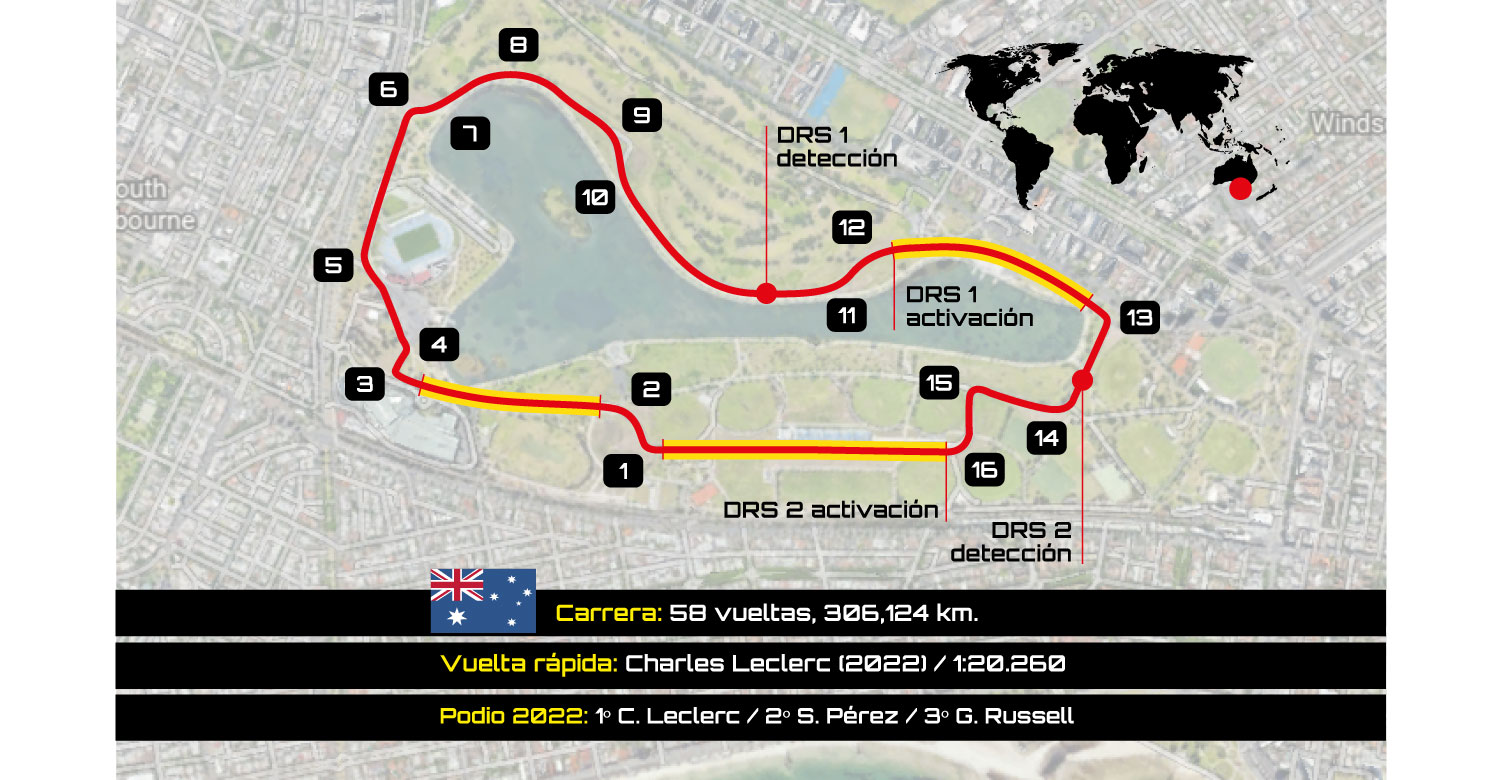 8
6
9
7
DRS 1
detección
Winds
outh
bourne
10
12
5
DRS 1
activación
11
13
4
3
2
15
14
1
16
DRS 2 activación
DRS 2
detección
Carrera: 58 vueltas, 306,124 km.
Vuelta rápida: Charles Leclerc (2022) / 1:20.260
Podio 2022: 1º C. Leclerc / 2º S. Pérez / 3º G. Russell